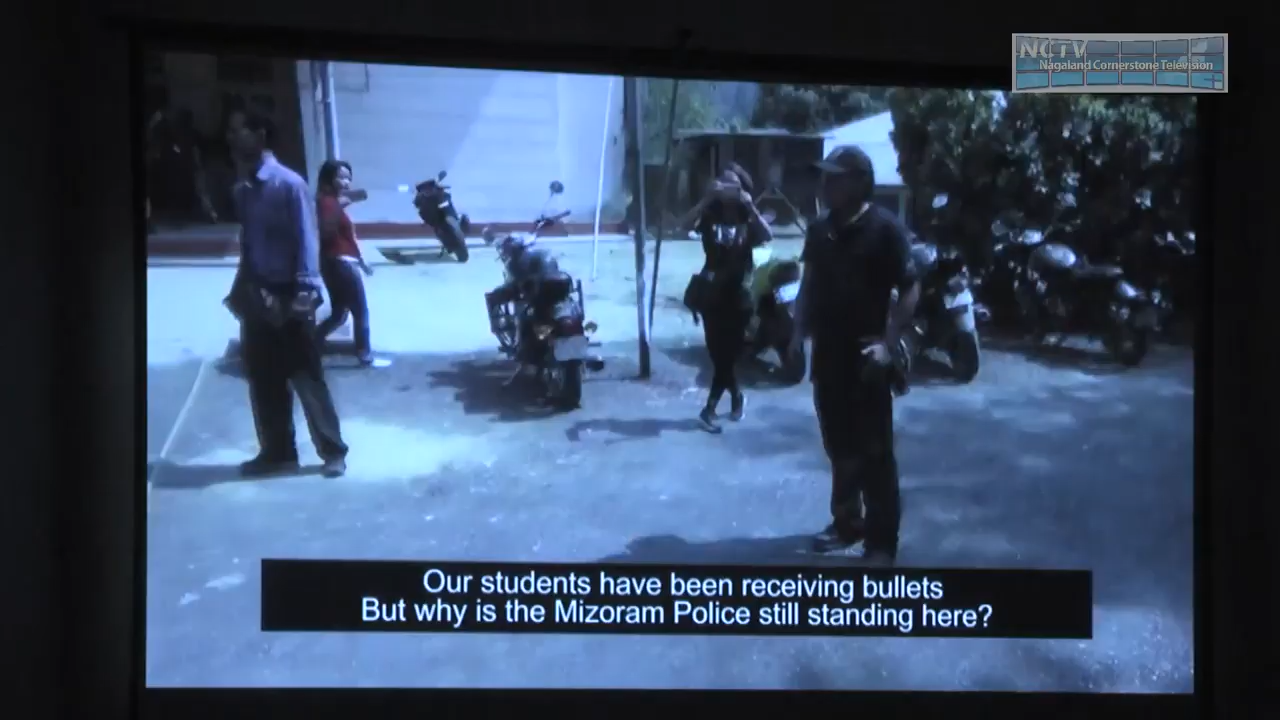 NCTV
Nagaland Cornerstone Television
Our students have been receiving bullets
But why is the Mizoram Police still standing here?